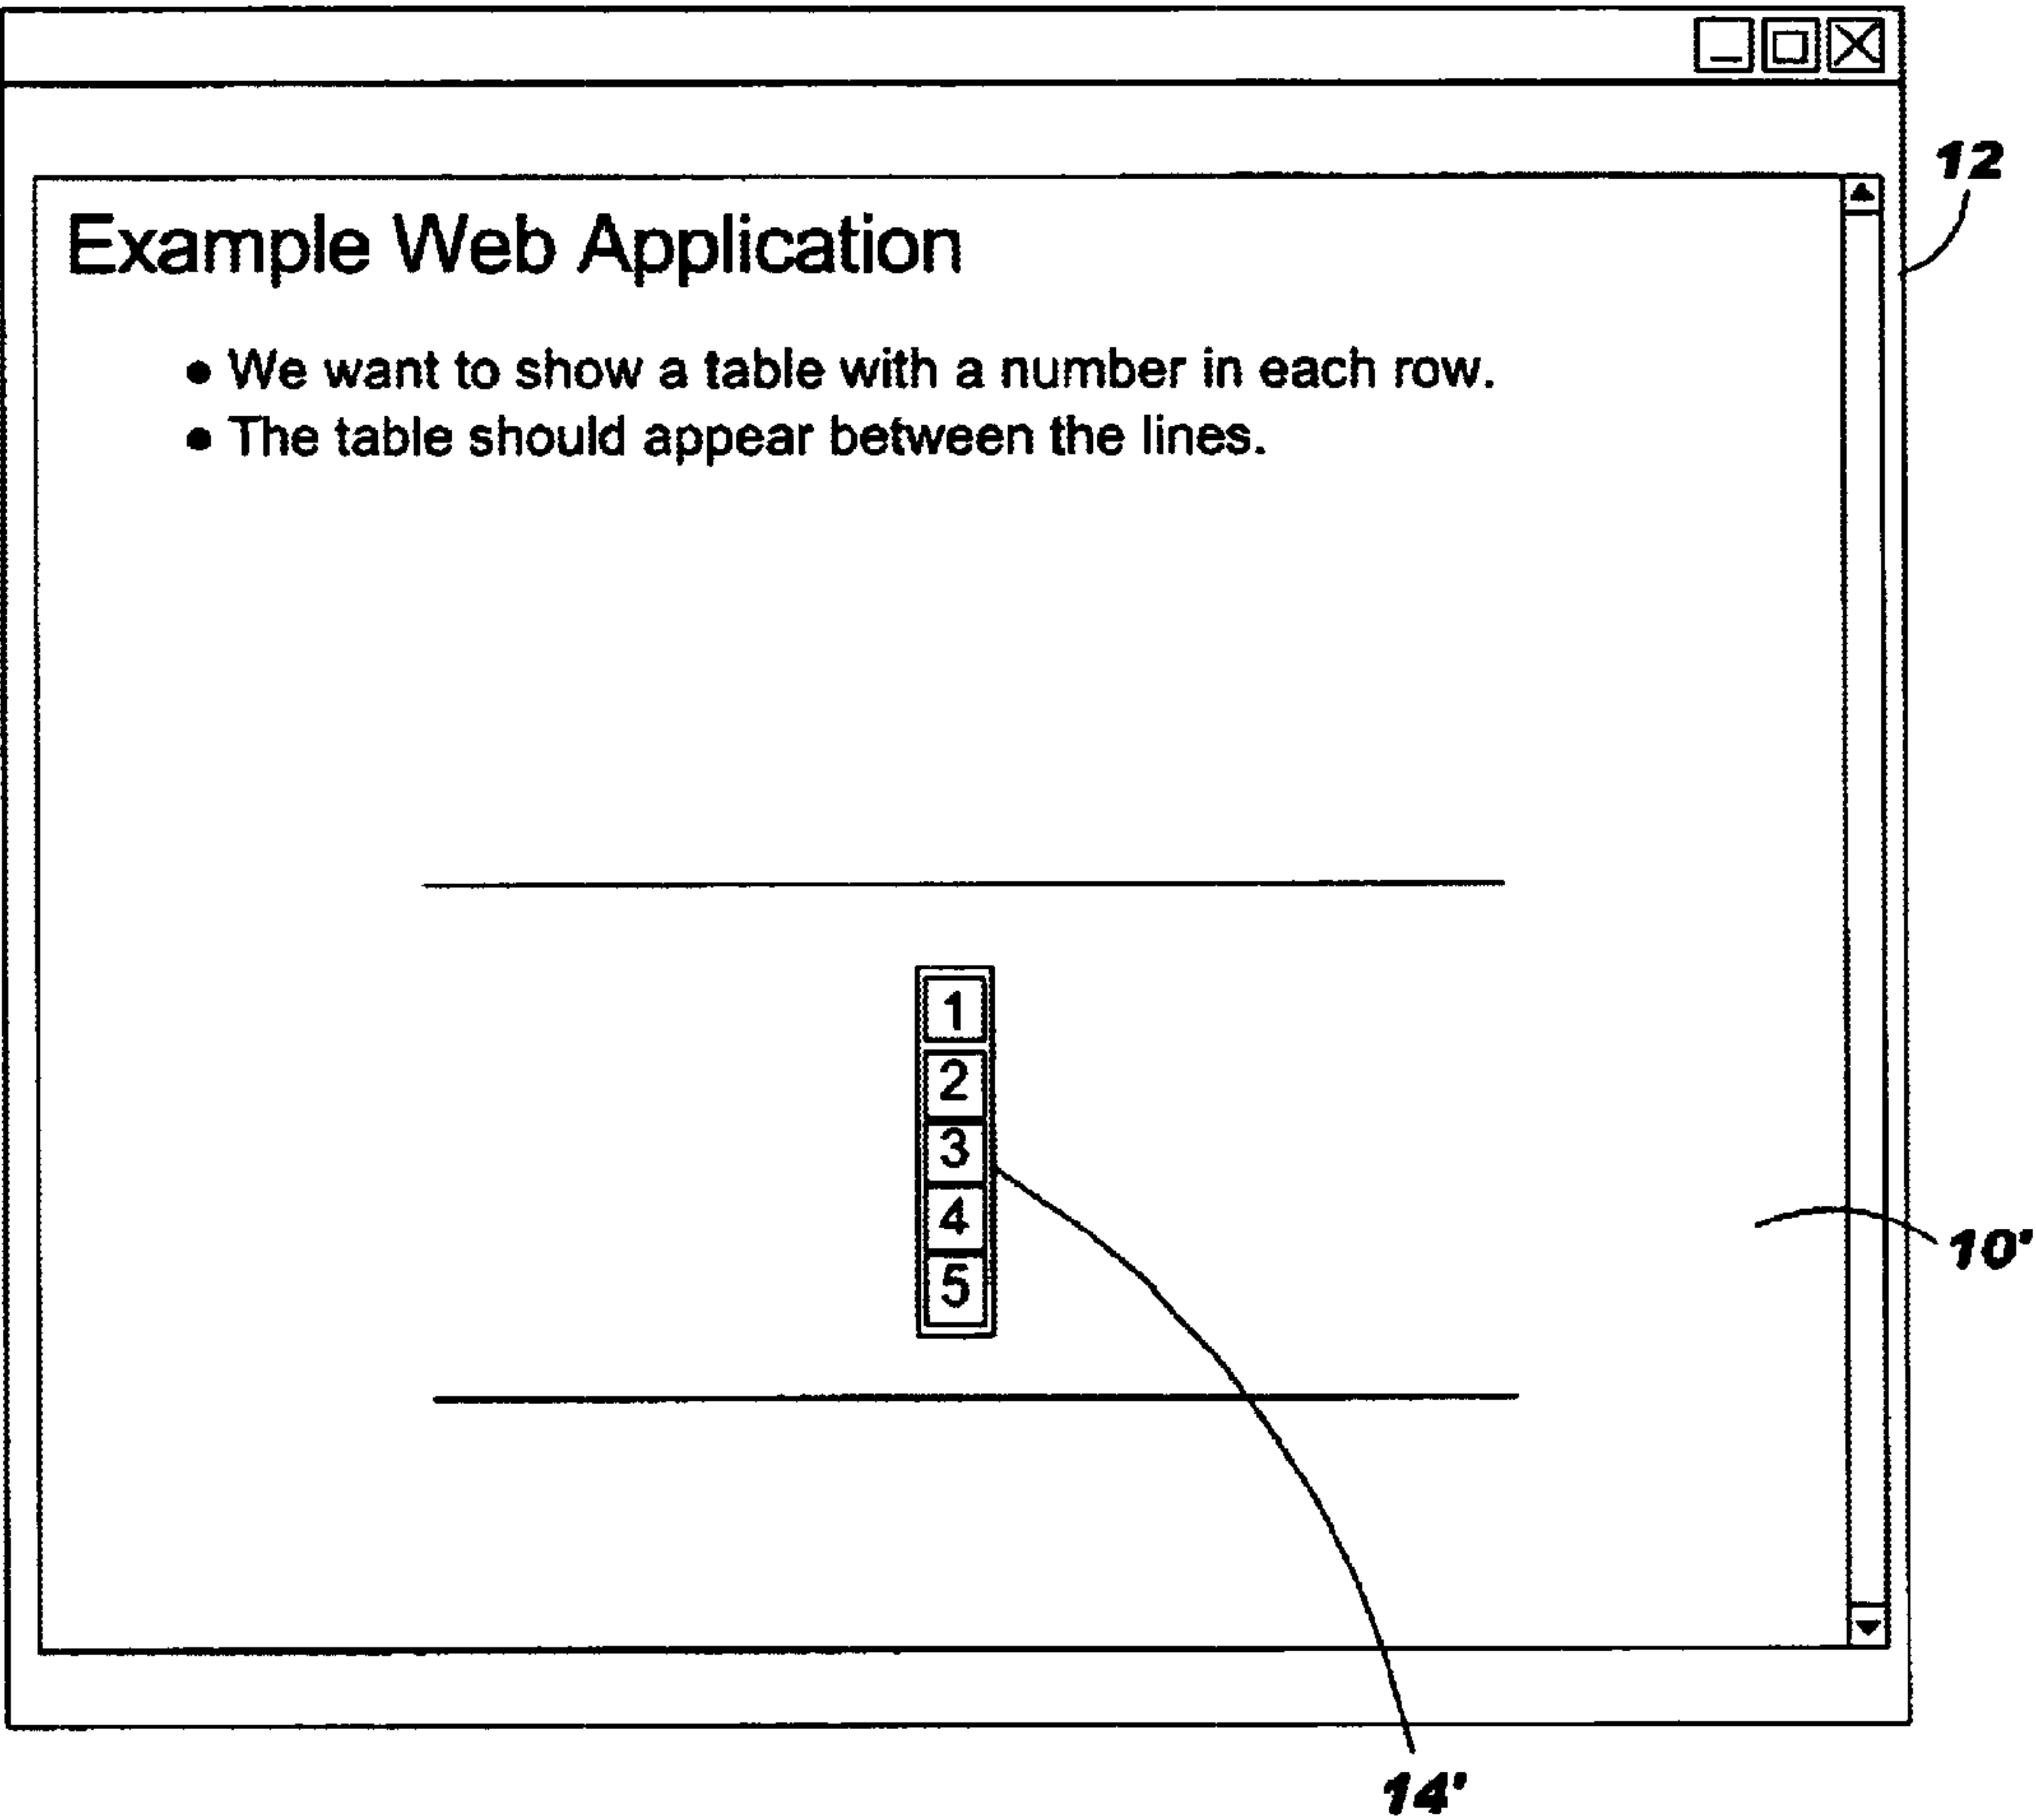 12
Example Web Application
• We want to show a table with a number in each row.
• The table should appear between the lines.
1
2
3
4
5
10'
14'